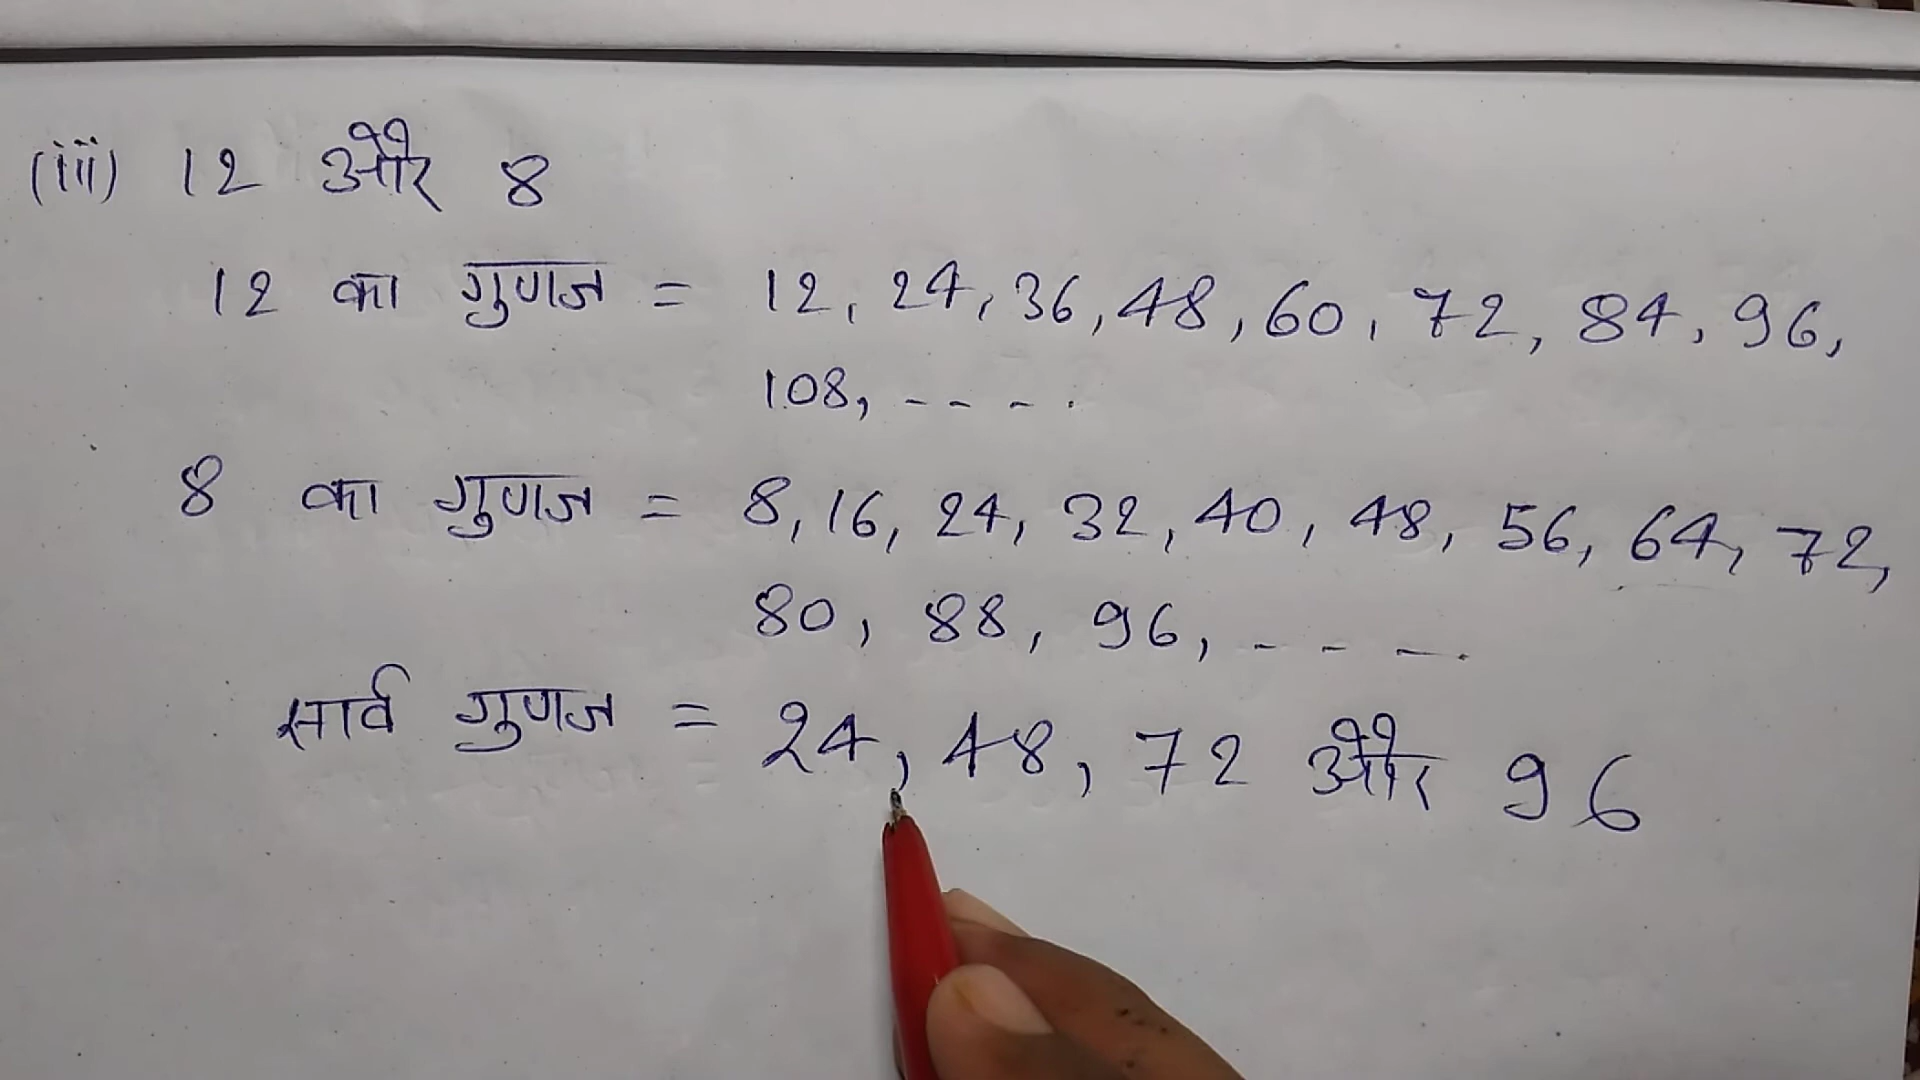 (iii) 12 और 8
12 का गुणज = 12, 24, 36, 48, 60, 72, 84, 96,
108, - - - .
8 का गुणज = 8, 16, 24, 32, 40, 48, 56, 64, 72,
80, 88, 96, - - - .
सार्व गुणज = 24, 48, 72 और 96